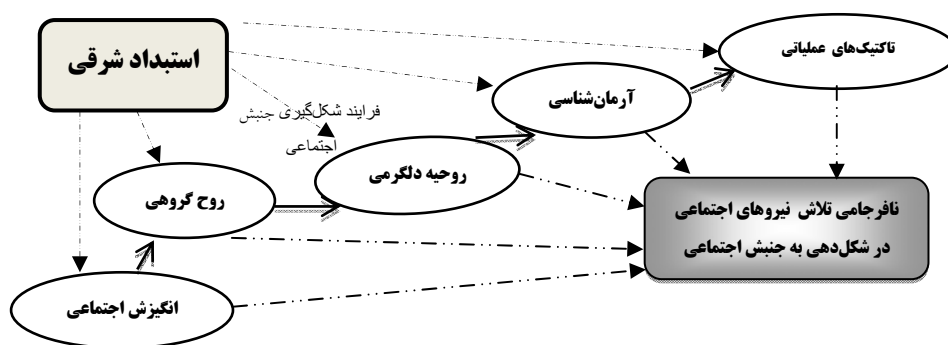 تاکتیک‌های عملیاتی
استبداد شرقی
آرمان‌شناسی
فرایند شکل‌گیری جنبش
اجتماعی
روحیه دلگرمی
روح گروهی
نافرجامی تلاش نیروهای اجتماعی
در شکل‌دهی به جنبش اجتماعی
انگیزش اجتماعی